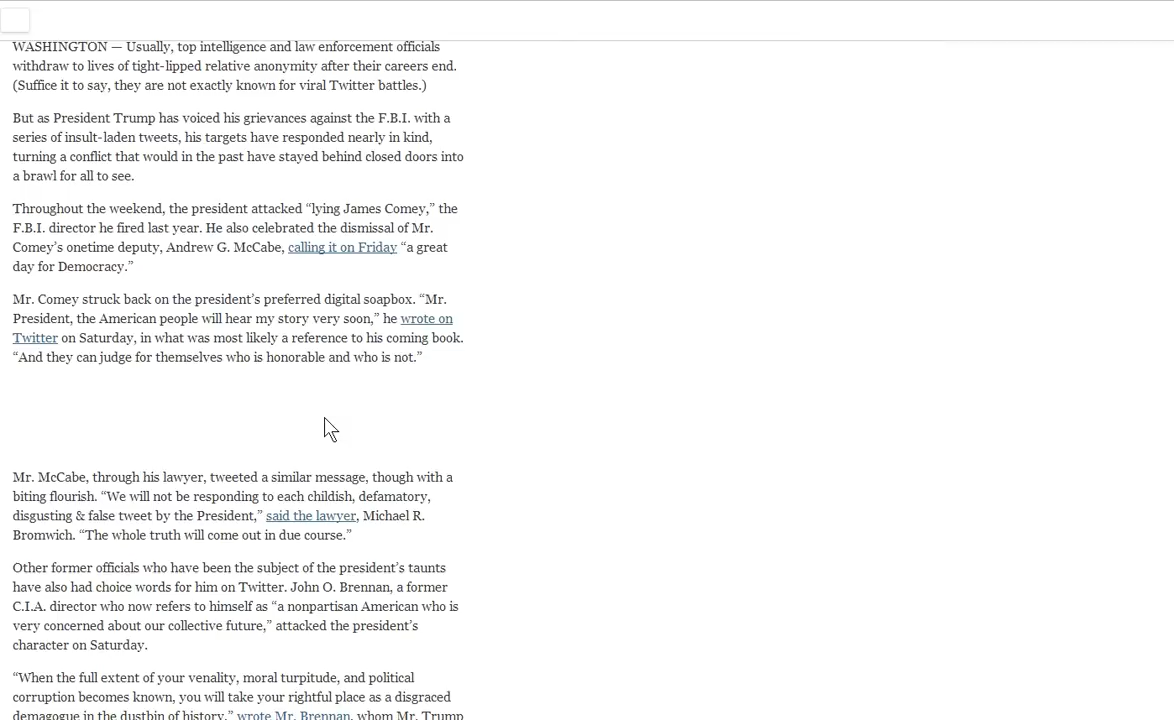 WASHINGTON — Usually, top intelligence and law enforcement officials
withdraw to lives of tight-lipped relative anonymity after their careers end.
(Suffice it to say, they are not exactly known for viral Twitter battles.)
But as President Trump has voiced his grievances against the F.B.I. with a
series of insult-laden tweets, his targets have responded nearly in kind,
turning a conflict that would in the past have stayed behind closed doors into
a brawl for all to see.
Throughout the weekend, the president attacked “lying James Comey,” the
F.B.I. director he fired last year. He also celebrated the dismissal of Mr.
Comey’s onetime deputy, Andrew G. McCabe, calling it on Friday “a great
day for Democracy.”
Mr. Comey struck back on the president’s preferred digital soapbox. “Mr.
President, the American people will hear my story very soon,” he wrote on
Twitter on Saturday, in what was most likely a reference to his coming book.
“And they can judge for themselves who is honorable and who is not.”
Mr. McCabe, through his lawyer, tweeted a similar message, though with a
biting flourish. “We will not be responding to each childish, defamatory,
disgusting & false tweet by the President,” said the lawyer, Michael R.
Bromwich. “The whole truth will come out in due course.”
Other former officials who have been the subject of the president’s taunts
have also had choice words for him on Twitter. John O. Brennan, a former
C.I.A. director who now refers to himself as “a nonpartisan American who is
very concerned about our collective future,” attacked the president’s
character on Saturday.
“When the full extent of your venality, moral turpitude, and political
corruption becomes known, you will take your rightful place as a disgraced
demagogue in the dustbin of history,” wrote Mr. Brennan, whom Mr. Trump